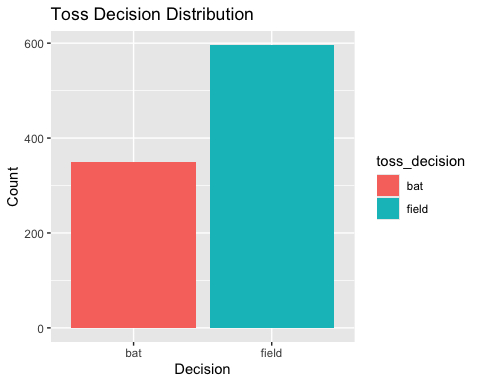 Toss Decision Distribution
Count
600
400
200
0
bat
field
Decision
toss_decision
bat
field